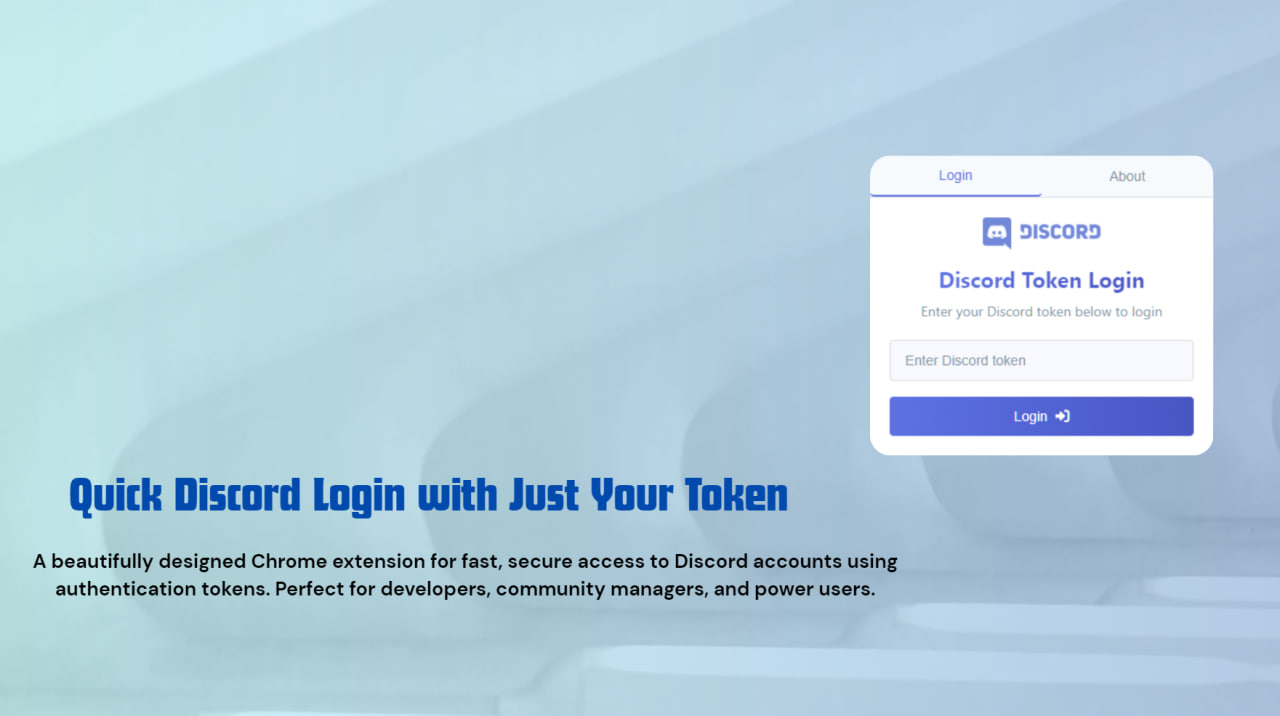 Login
About
DISCORD
Discord Token Login
Enter your Discord token below to login
Enter Discord token
Login
Quick Discord Login with Just Your Token
A beautifully designed Chrome extension for fast, secure access to Discord accounts using
authentication tokens. Perfect for developers, community managers, and power users.